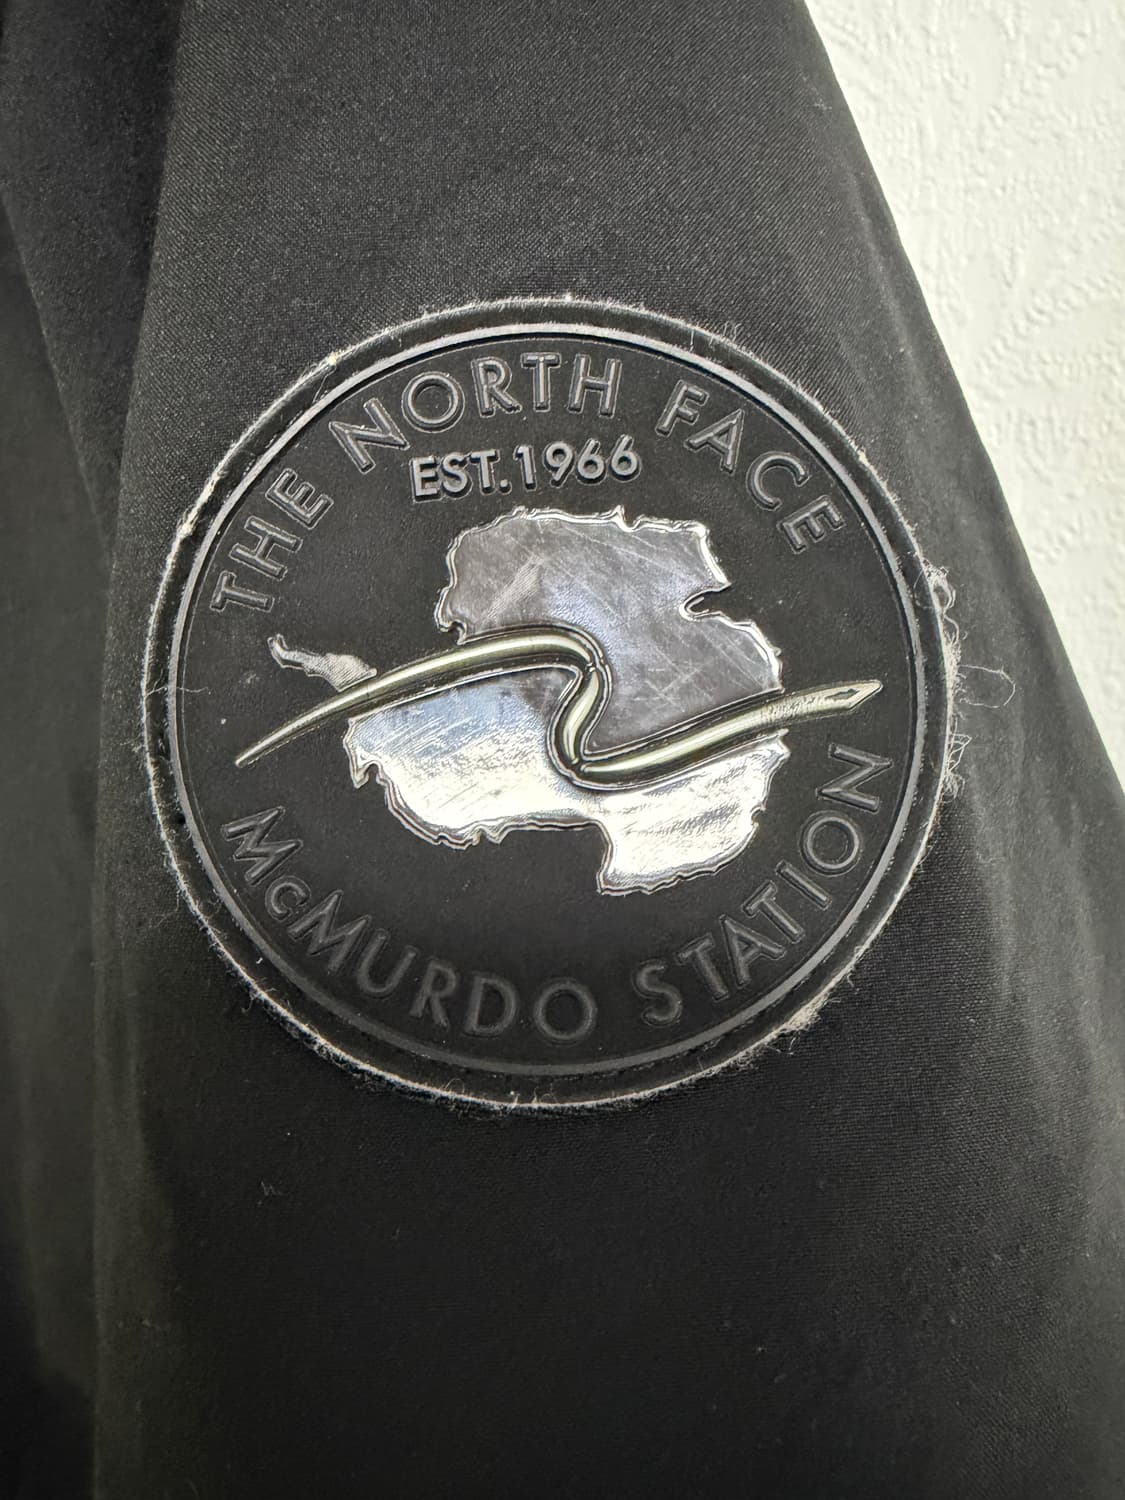 THE NORTH FACE
EST.1966
McMURDO STATION